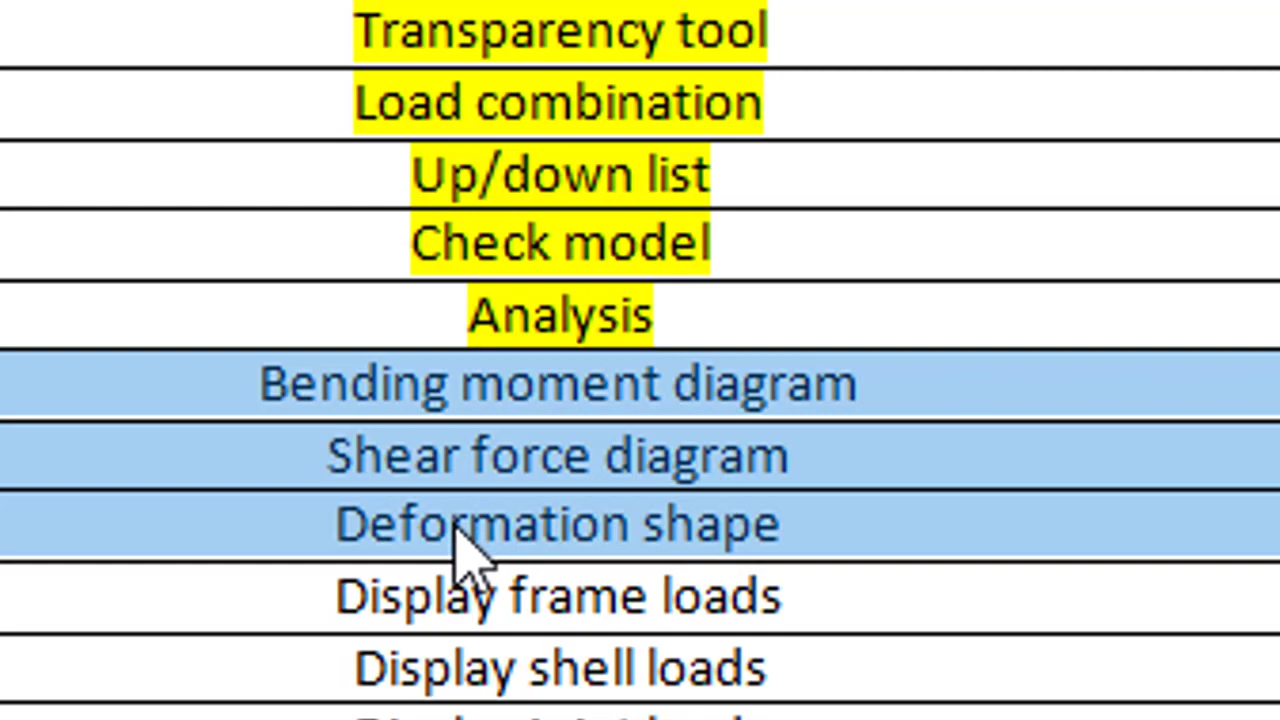 Transparency tool
Load combination
Up/down list
Check model
Analysis
Bending moment diagram
Shear force diagram
Deformation shape
Display frame loads
Display shell loads